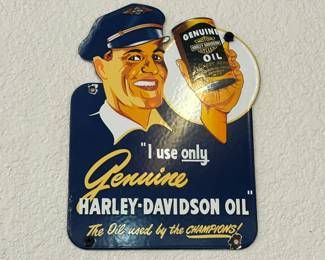 GENUINE
HARLEY-DAVIDSON
OIL
"I use only
Genuine
HARLEY-DAVIDSON OIL"
The Oil used by the CHAMPIONS!